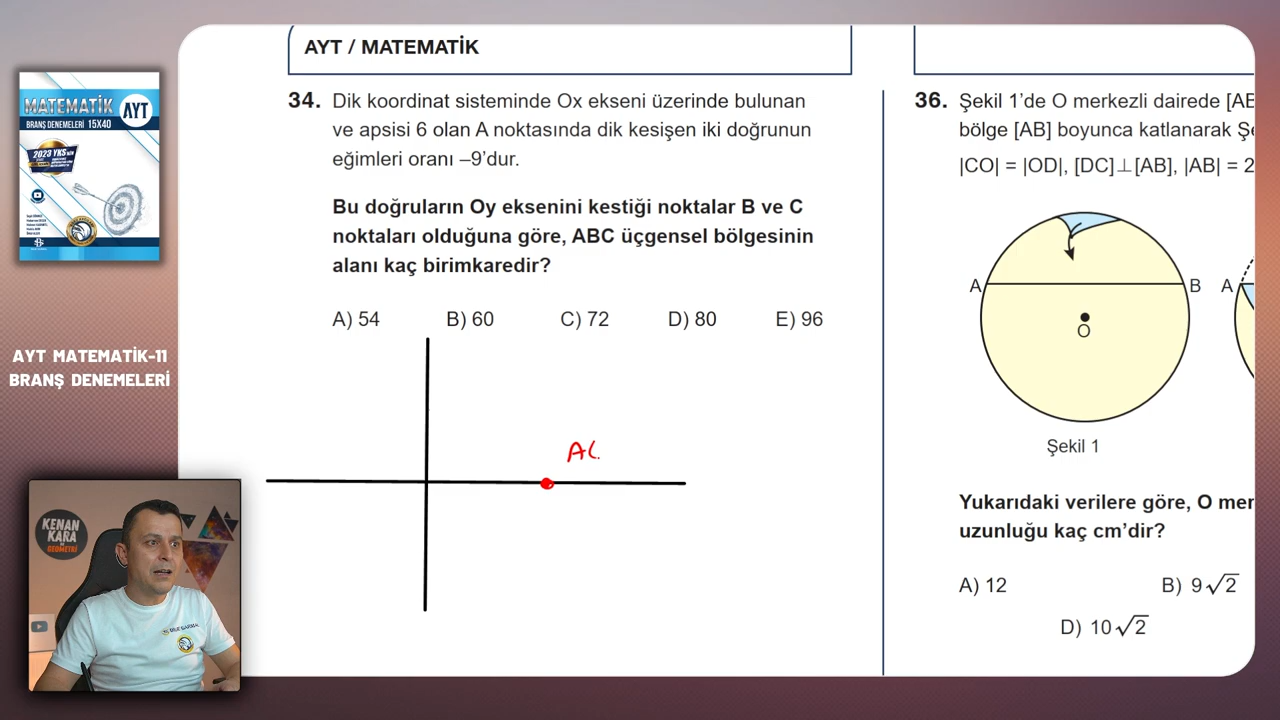 AYT / MATEMATİK
MATEMATİK AYT
BRANŞ DENEMELERİ 15X40
34. Dik koordinat sisteminde Ox ekseni üzerinde bulunan
ve apsisi 6 olan A noktasında dik kesişen iki doğrunun
eğimleri oranı –9’dur.
Bu doğruların Oy eksenini kestiği noktalar B ve C
noktaları olduğuna göre, ABC üçgensel bölgesinin
alanı kaç birimkaredir?
A) 54 B) 60 C) 72 D) 80 E) 96
A(
AYT MATEMATİK-11
BRANŞ DENEMELERİ
KENAN
KARA
GEOMETRİ
36. Şekil 1’de O merkezli dairede [AB
bölge [AB] boyunca katlanarak Şe
|CO| = |OD|, [DC]⊥[AB], |AB| = 2
A B A
O
Şekil 1
Yukarıdaki verilere göre, O mer
uzunluğu kaç cm’dir?
A) 12 B) 9√2
D) 10√2